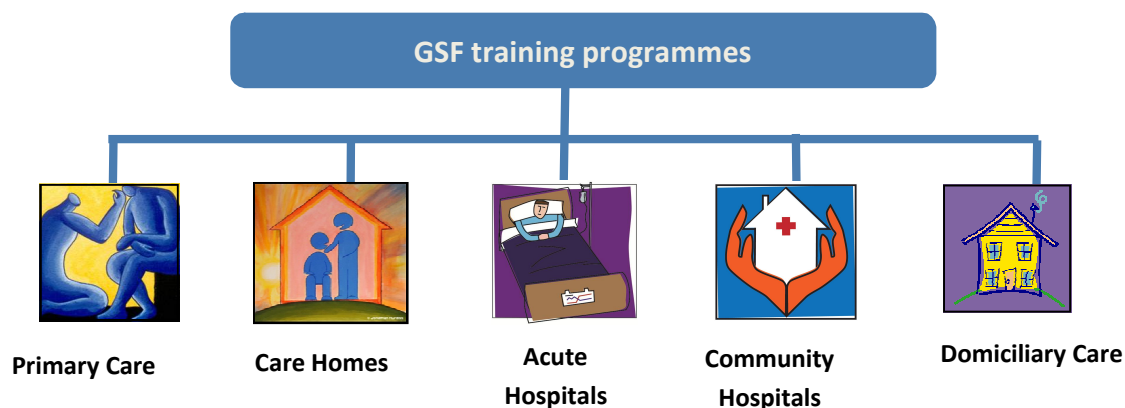 GSF training programmes
Primary Care
Care Homes
Acute
Hospitals
Community
Hospitals
Domiciliary Care